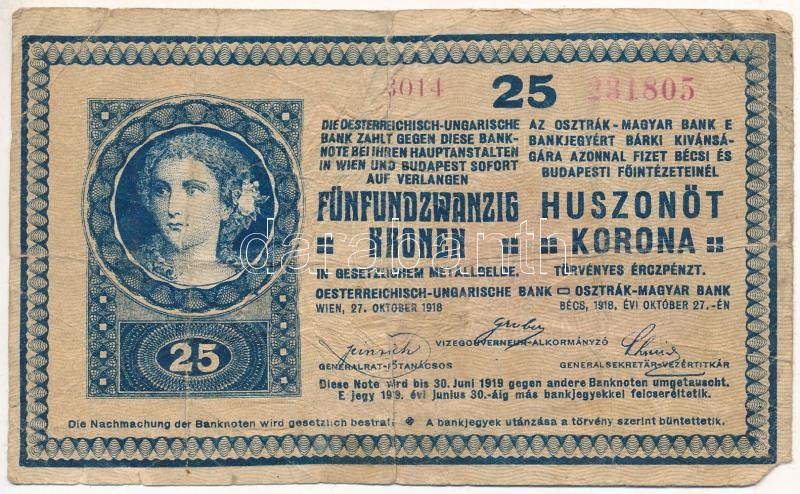 3014 25 231805
DIE OESTERREICHISCH-UNGARISCHE
BANK ZAHLT GEGEN DIESE BANK-
NOTE BEI IHREN HAUPTANSTALTEN
IN WIEN UND BUDAPEST SOFORT
AUF VERLANGEN
FÜNFUNDZWANZIG
KRONEN
IN GESETZLICHEM METALLGELDE.
AZ OSZTRÁK-MAGYAR BANK E
BANKJEGYÉRT BÁRKI KIVÁNSÁ-
GÁRA AZONNAL FIZET BÉCSI ÉS
BUDAPESTI FŐINTÉZETEINÉL
HUSZONÖT
KORONA
TÖRVÉNYES ÉRCZPÉNZT.
OESTERREICHISCH-UNGARISCHE BANK OSZTRÁK-MAGYAR BANK
WIEN, 27. OKTOBER 1918 BÉCS, 1918. ÉVI OKTÓBER 27.-ÉN
Gruber
VIZEGOUVERNEUR-ALKORMÁNYZÓ
GENERALRAT-FŐTANÁCSOS GENERALSEKRETÄR-VEZÉRTITKÁR
25
Diese Note wird bis 30. Juni 1919 gegen andere Banknoten umgetauscht.
E jegy 1919. évi junius 30.-áig más bankjegyekkel felcseréltetik.
Die Nachmachung der Banknoten wird gesetzlich bestraft. A bankjegyek utánzása a törvény szerint büntettetik.
darabanth